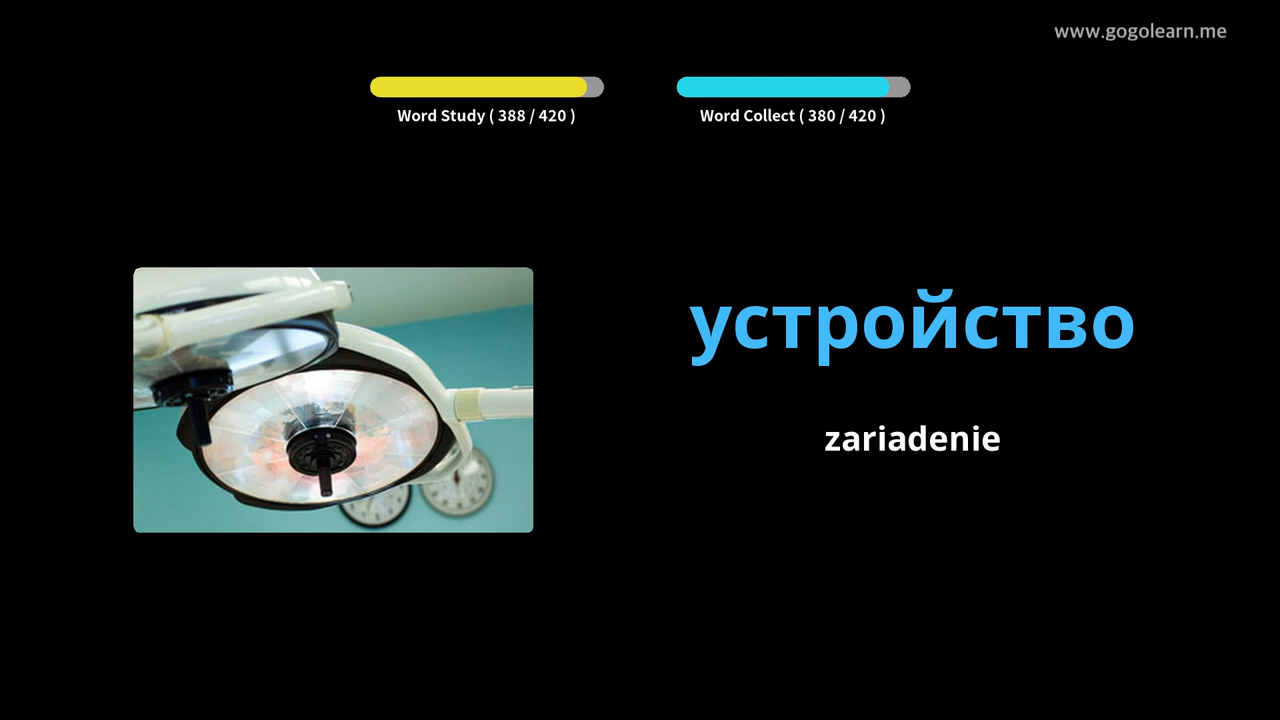 www.gogolearn.me
Word Study ( 388 / 420 )
Word Collect ( 380 / 420 )
устройство
zariadenie